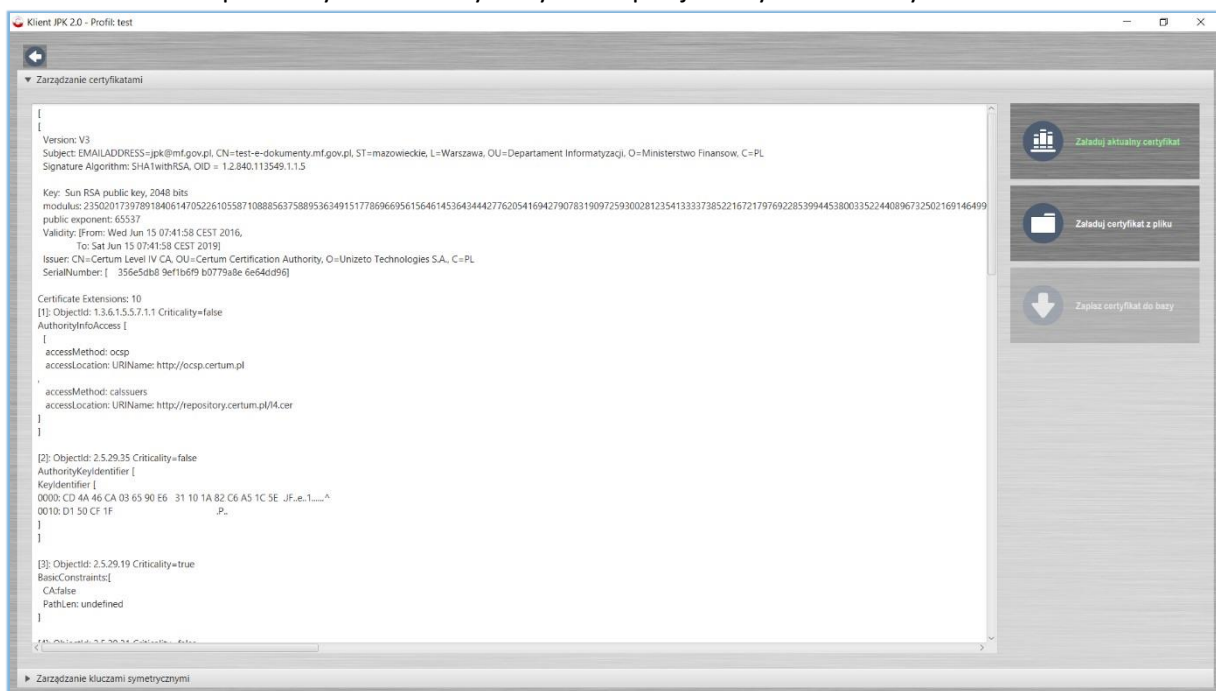 Klient JPK 2.0 - Profil: test
Zarządzanie certyfikatami
[
[
Version: V3
Subject: EMAILADDRESS=jpk@mf.gov.pl, CN=test-e-dokumenty.mf.gov.pl, ST=mazowieckie, L=Warszawa, OU=Departament Informatyzacji, O=Ministerstwo Finansow, C=PL
Signature Algorithm: SHA1withRSA, OID = 1.2.840.113549.1.1.5
Key: Sun RSA public key, 2048 bits
modulus:
public exponent: 65537
Validity: [From: Wed Jun 15 07:41:58 CEST 2016,
To: Sat Jun 15 07:41:58 CEST 2019]
Issuer: CN=Certum Level IV CA, OU=Certum Certification Authority, O=Unizeto Technologies S.A., C=PL
SerialNumber: [ 356e5db8 9ef1b6f9 b0779a8e 6e64dd96]
Certificate Extensions: 10
[1]: ObjectId: 1.3.6.1.5.5.7.1.1 Criticality=false
AuthorityInfoAccess [
[
accessMethod: ocsp
accessLocation: URIName: http://ocsp.certum.pl
,
accessMethod: caIssuers
accessLocation: URIName: http://repository.certum.pl/l4.cer
]
]
[2]: ObjectId: 2.5.29.35 Criticality=false
AuthorityKeyIdentifier [
KeyIdentifier [
0000: CD 4A 46 CA 03 65 90 E6 31 10 1A 82 C6 A5 1C 5E .JF..e..1......^
0010: D1 50 CF 1F .P..
]
]
[3]: ObjectId: 2.5.29.19 Criticality=true
BasicConstraints:[
CA:false
PathLen: undefined
]
Załaduj aktualny certyfikat
Załaduj certyfikat z pliku
Zapisz certyfikat do bazy
Zarządzanie kluczami symetrycznymi